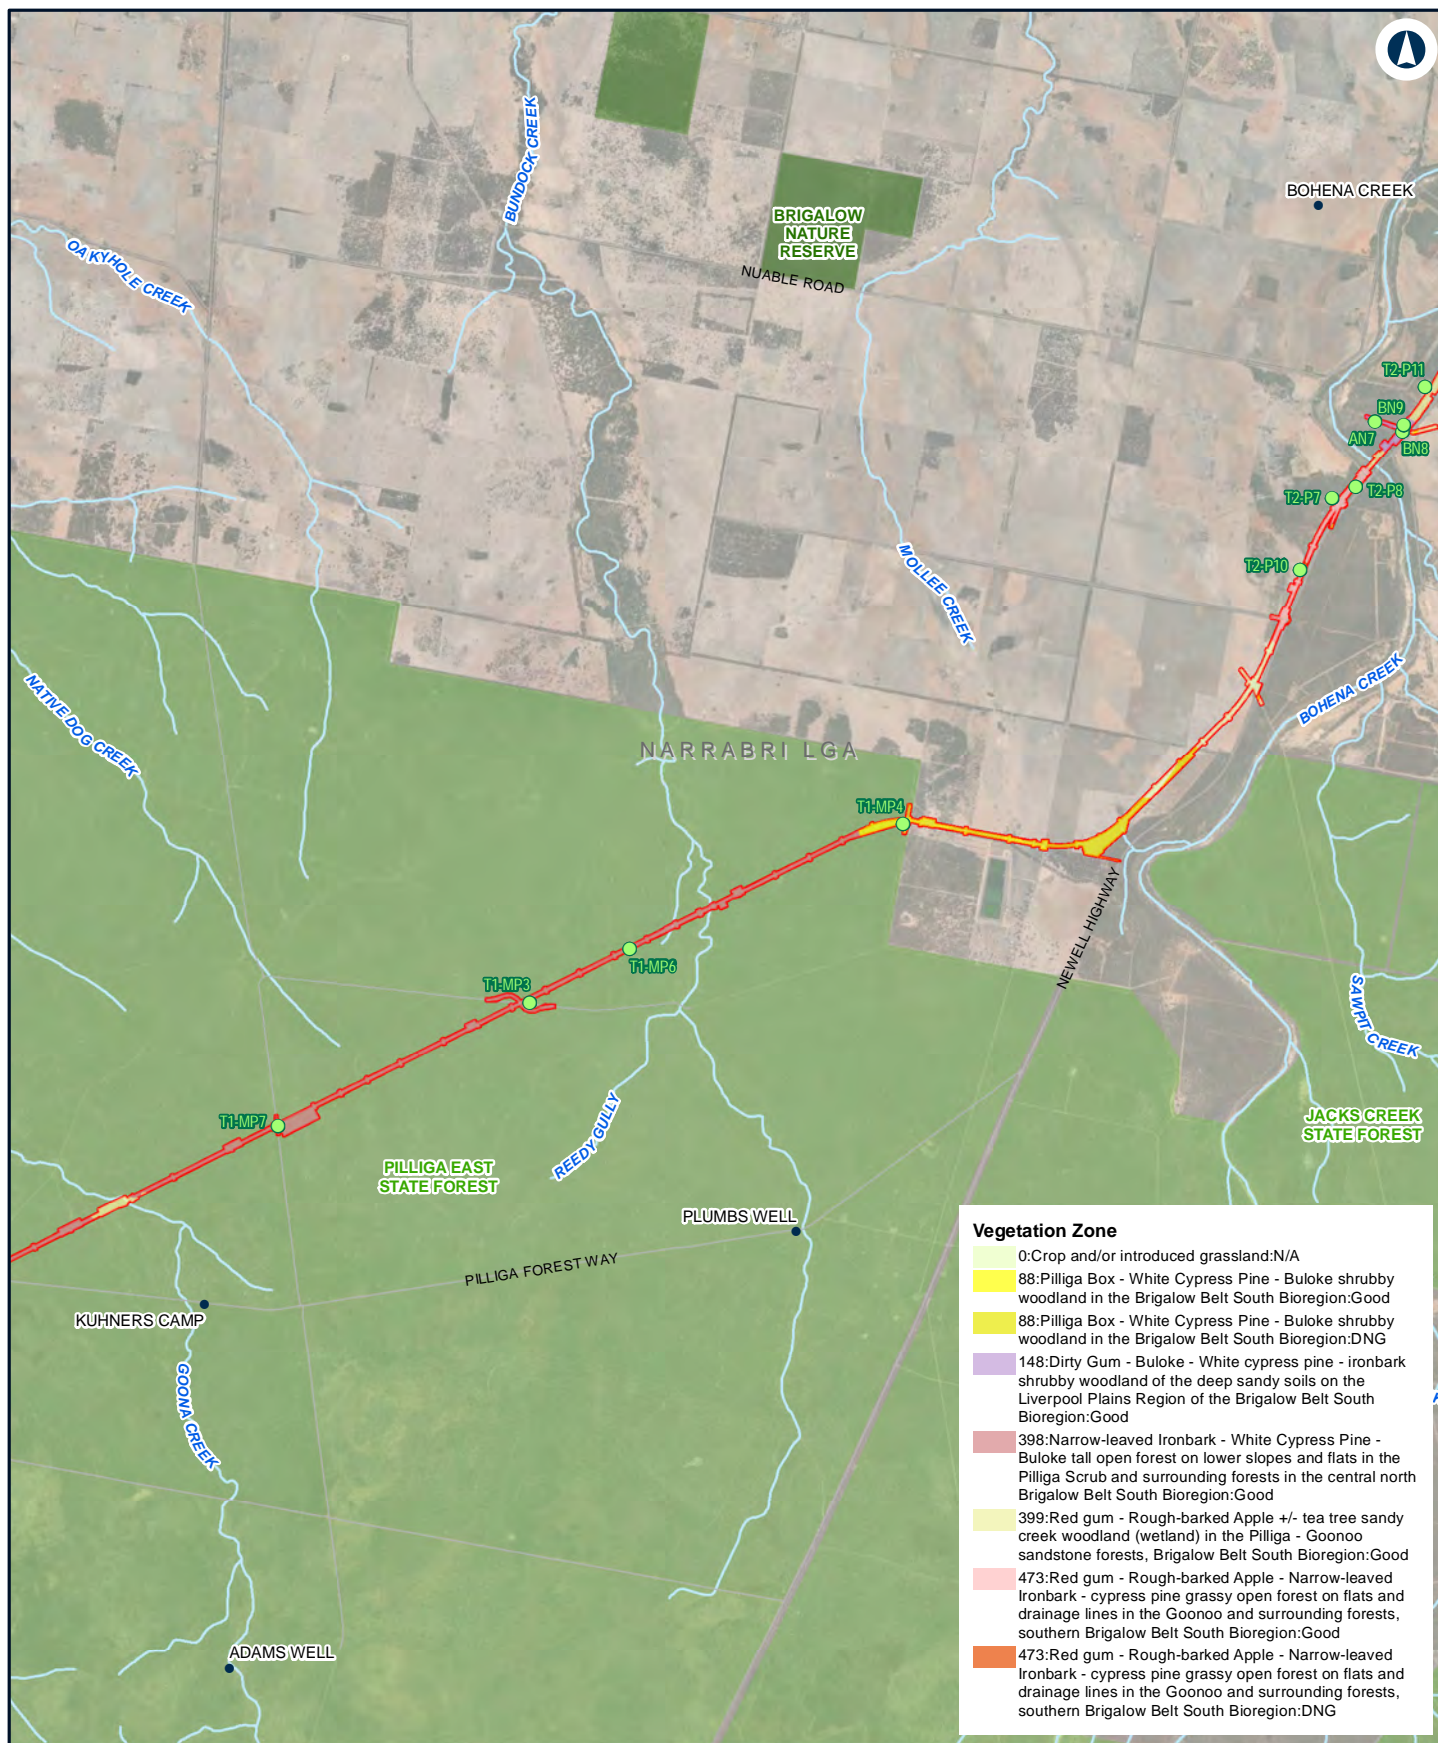 BUNDOCK CREEK
BOHENA CREEK
BRIGALOW
NATURE
RESERVE
OAKYHOLE CREEK
NUABLE ROAD
T2-P11
BN9
AN7
BN8
T2-P8
T2-P7
T2-P10
MOLLEE CREEK
BOHENA CREEK
NATIVE DOG CREEK
NARRABRI LGA
T1-MP4
NEWELL HIGHWAY
T1-MP6
T1-MP3
SAWPIT CREEK
T1-MP7
REEDY GULLY
JACKS CREEK
STATE FOREST
PILLIGA EAST
STATE FOREST
PLUMBS WELL
PILLIGA FOREST WAY
KUHNERS CAMP
GOONA CREEK
ADAMS WELL
Vegetation Zone
0:Crop and/or introduced grassland:N/A
88:Pilliga Box - White Cypress Pine - Buloke shrubby
woodland in the Brigalow Belt South Bioregion:Good
88:Pilliga Box - White Cypress Pine - Buloke shrubby
woodland in the Brigalow Belt South Bioregion:DNG
148:Dirty Gum - Buloke - White cypress pine - ironbark
shrubby woodland of the deep sandy soils on the
Liverpool Plains Region of the Brigalow Belt South
Bioregion:Good
398:Narrow-leaved Ironbark - White Cypress Pine -
Buloke tall open forest on lower slopes and flats in the
Pilliga Scrub and surrounding forests in the central north
Brigalow Belt South Bioregion:Good
399:Red gum - Rough-barked Apple +/- tea tree sandy
creek woodland (wetland) in the Pilliga - Goonoo
sandstone forests, Brigalow Belt South Bioregion:Good
473:Red gum - Rough-barked Apple - Narrow-leaved
Ironbark - cypress pine grassy open forest on flats and
drainage lines in the Goonoo and surrounding forests,
southern Brigalow Belt South Bioregion:Good
473:Red gum - Rough-barked Apple - Narrow-leaved
Ironbark - cypress pine grassy open forest on flats and
drainage lines in the Goonoo and surrounding forests,
southern Brigalow Belt South Bioregion:DNG